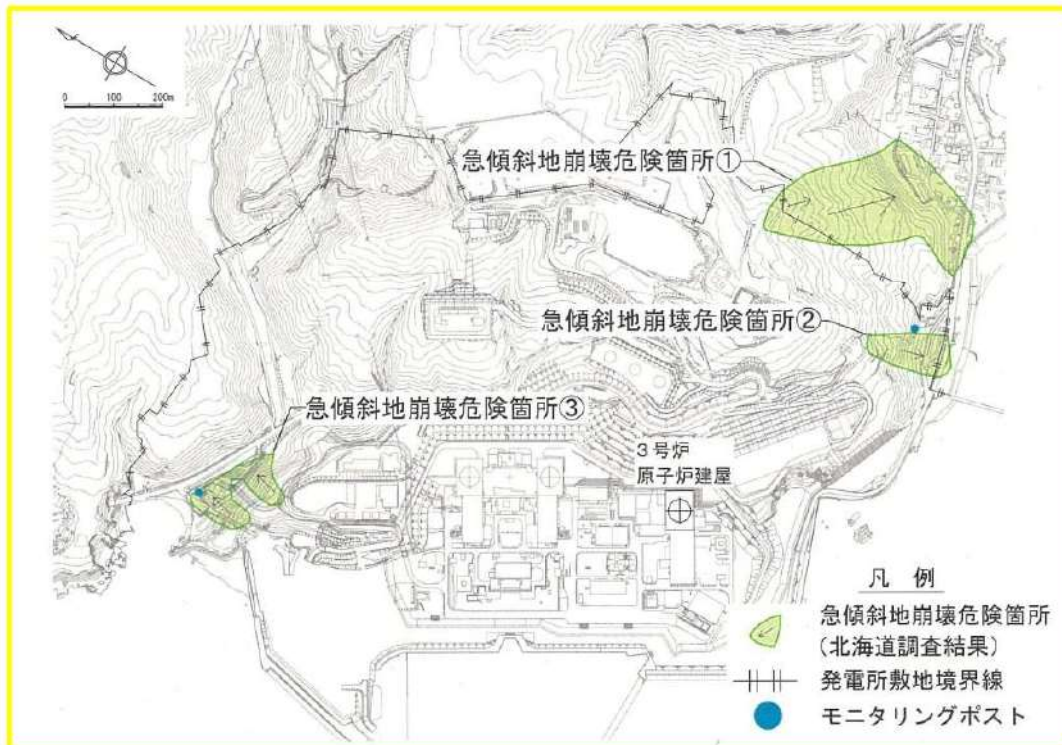 0 100 200m
急傾斜地崩壊危険箇所①
急傾斜地崩壊危険箇所②
急傾斜地崩壊危険箇所③
3号炉
原子炉建屋
凡 例
急傾斜地崩壊危険箇所
(北海道調査結果)
発電所敷地境界線
モニタリングポスト